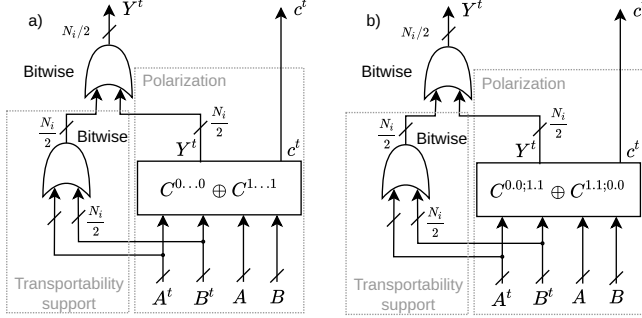 a)
Y^t
c^t
N_i/2
Bitwise
Polarization
N_i/2
Bitwise
N_i/2
Y^t
c^t
C^{0...0} ⊕ C^{1...1}
N_i/2
Transportability
support
A^t
B^t
A
B
b)
Y^t
c^t
N_i/2
Bitwise
Polarization
N_i/2
Bitwise
N_i/2
Y^t
c^t
C^{0.0;1.1} ⊕ C^{1.1;0.0}
N_i/2
Transportability
support
A^t
B^t
A
B